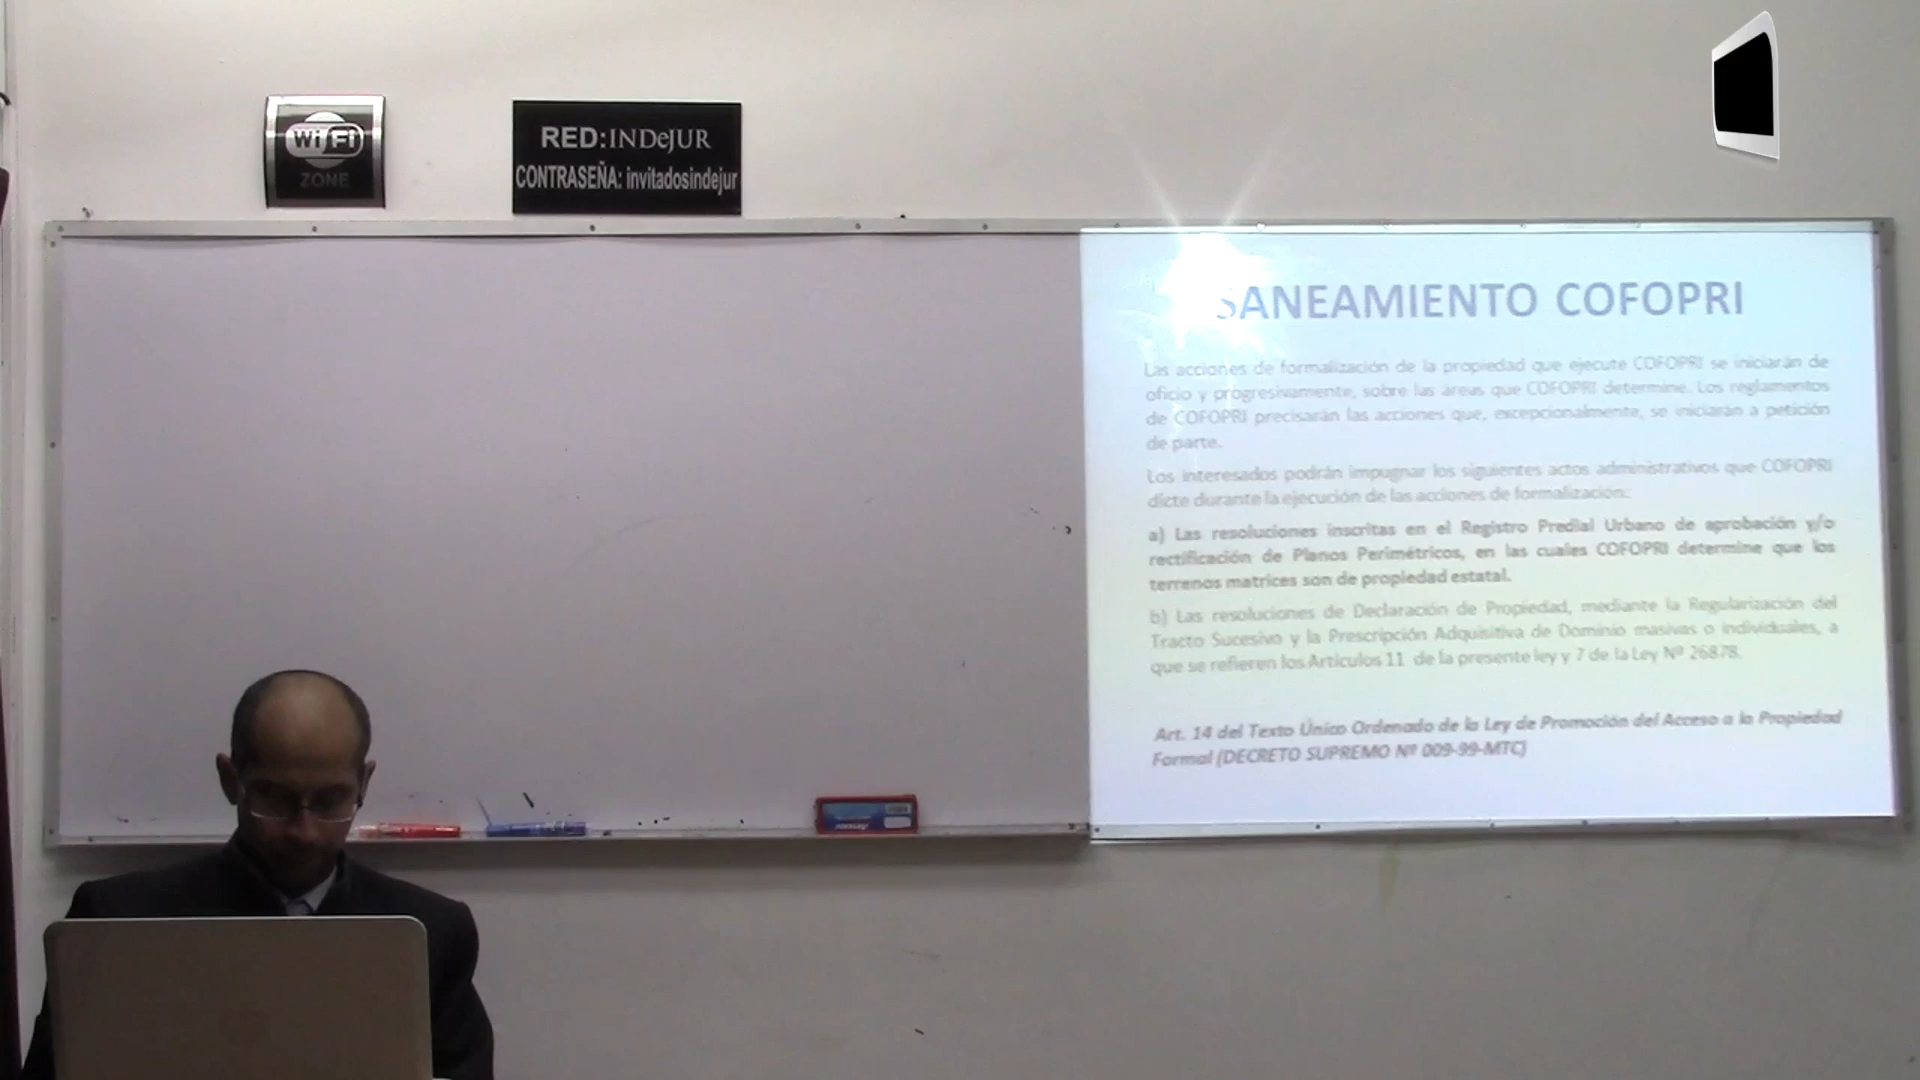 Wi Fi
ZONE
RED:INDeJUR
CONTRASEÑA: invitadosindejur
SANEAMIENTO COFOPRI
Las acciones de formalización de la propiedad que ejecute COFOPRI se iniciarán de
oficio y progresivamente, sobre las áreas que COFOPRI determine. Los reglamentos
de COFOPRI precisarán las acciones que, excepcionalmente, se iniciarán a petición
de parte.
Los interesados podrán impugnar los siguientes actos administrativos que COFOPRI
dicte durante la ejecución de las acciones de formalización:
a) Las resoluciones inscritas en el Registro Predial Urbano de aprobación y/o
rectificación de Planos Perimétricos, en las cuales COFOPRI determine que los
terrenos matrices son de propiedad estatal.
b) Las resoluciones de Declaración de Propiedad, mediante la Regularización del
Tracto Sucesivo y la Prescripción Adquisitiva de Dominio masivas o individuales, a
que se refieren los Artículos 11 de la presente ley y 7 de la Ley Nº 26878.
Art. 14 del Texto Único Ordenado de la Ley de Promoción del Acceso a la Propiedad
Formal (DECRETO SUPREMO Nº 009-99-MTC)